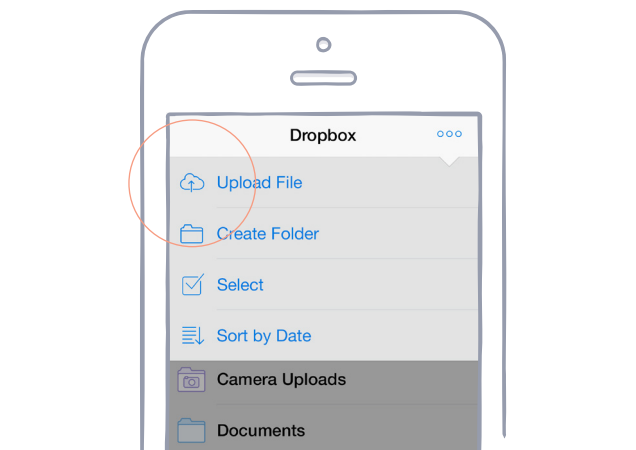 Dropbox
Upload File
Create Folder
Select
Sort by Date
Camera Uploads
Documents